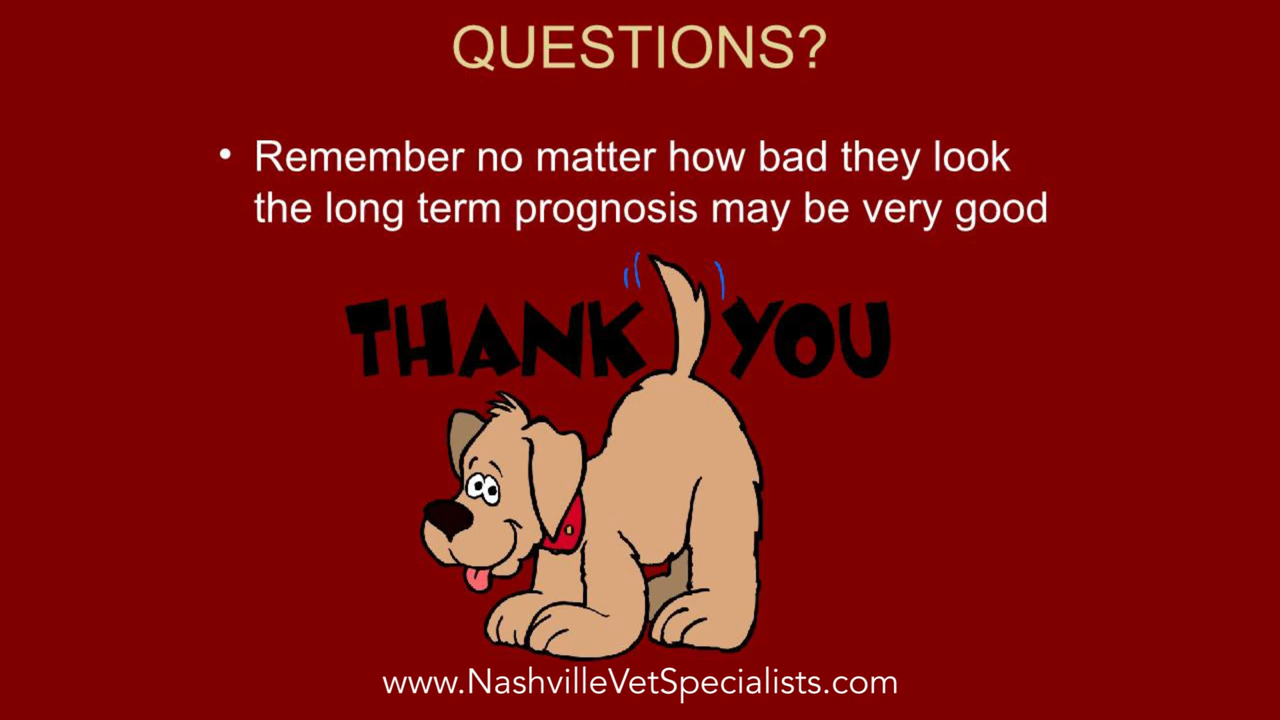 QUESTIONS?
• Remember no matter how bad they look
the long term prognosis may be very good
THANK YOU
www.NashvilleVetSpecialists.com